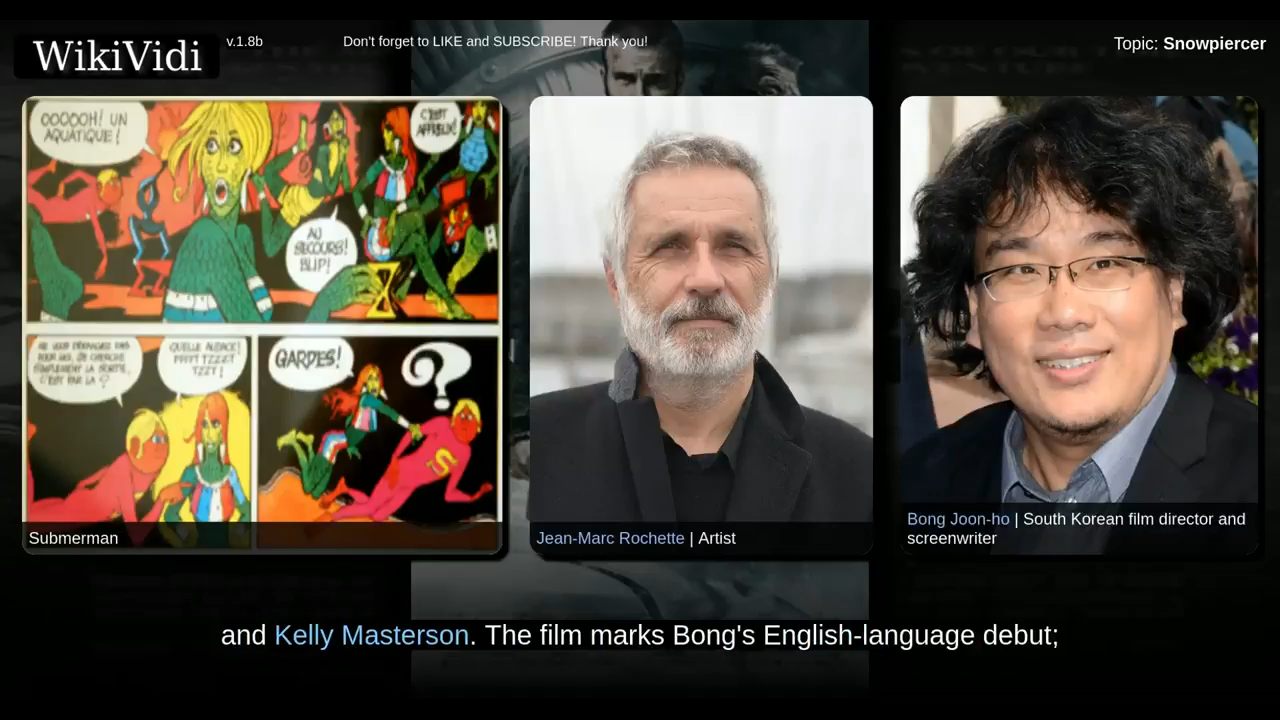 WikiVidi
v.1.8b
Don't forget to LIKE and SUBSCRIBE! Thank you!
Topic: Snowpiercer
OOOOOH! UN
AQUATIQUE!
C'EST
AFFREUX!
AU
SECOURS!
BLIP!
QUELLE AUDACE!
PFFFT TZZZT
TZZT!
GARDES!
?
S
Submerman
Jean-Marc Rochette | Artist
Bong Joon-ho | South Korean film director and
screenwriter
and Kelly Masterson. The film marks Bong's English-language debut;